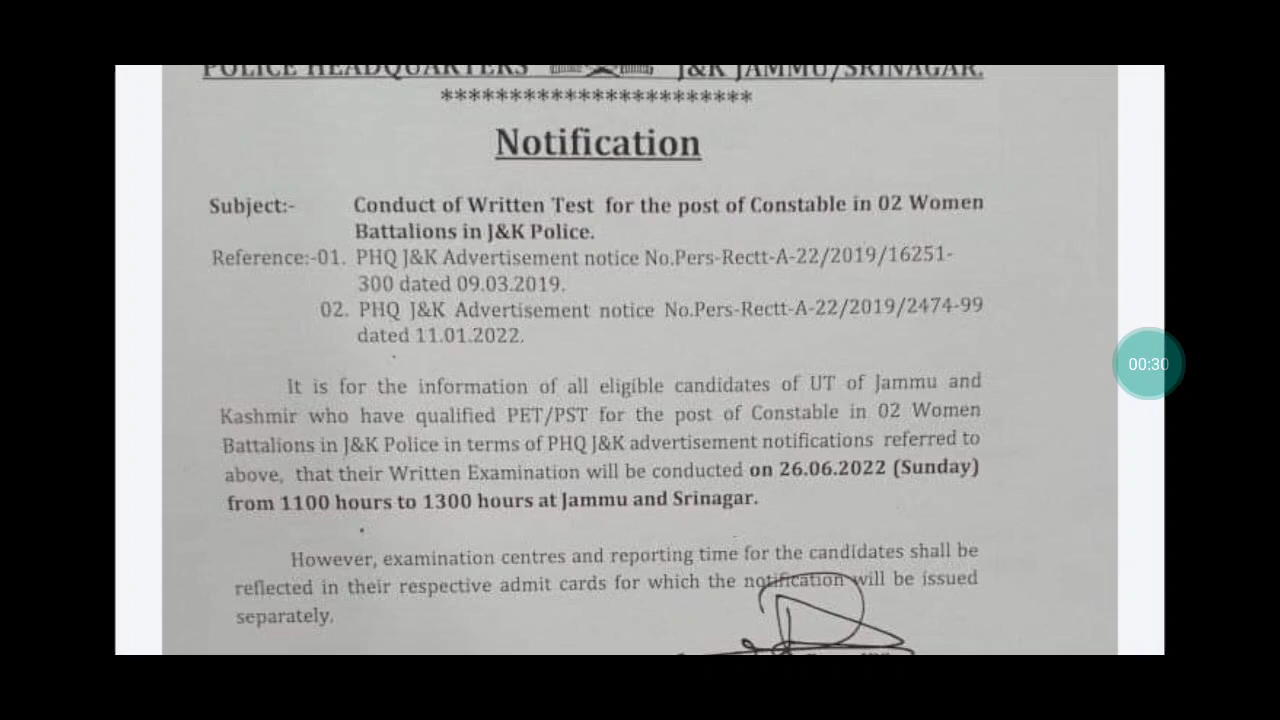 POLICE HEADQUARTERS J&K JAMMU/SRINAGAR.
***********************
Notification
Subject:- Conduct of Written Test for the post of Constable in 02 Women
Battalions in J&K Police.
Reference:-01. PHQ J&K Advertisement notice No.Pers-Rectt-A-22/2019/16251-
300 dated 09.03.2019.
02. PHQ J&K Advertisement notice No.Pers-Rectt-A-22/2019/2474-99
dated 11.01.2022.
It is for the information of all eligible candidates of UT of Jammu and
Kashmir who have qualified PET/PST for the post of Constable in 02 Women
Battalions in J&K Police in terms of PHQ J&K advertisement notifications referred to
above, that their Written Examination will be conducted on 26.06.2022 (Sunday)
from 1100 hours to 1300 hours at Jammu and Srinagar.
However, examination centres and reporting time for the candidates shall be
reflected in their respective admit cards for which the notification will be issued
separately.
00:30